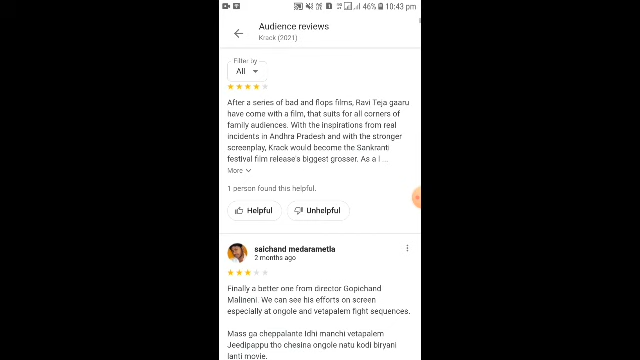 46% 10:43 pm
Audience reviews
Krack (2021)
Filter by
All
After a series of bad and flops films, Ravi Teja gaaru
have come with a film, that suits for all corners of
family audiences. With the inspirations from real
incidents in Andhra Pradesh and with the stronger
screenplay, Krack would become the Sankranti
festival film release's biggest grosser. As a l ...
More
1 person found this helpful.
Helpful Unhelpful
saichand medarametla
2 months ago
Finally a better one from director Gopichand
Malineni. We can see his efforts on screen
especially at ongole and vetapalem fight sequences.
Mass ga cheppalante Idhi manchi vetapalem
Jeedipappu tho chesina ongole natu kodi biryani
lanti movie.